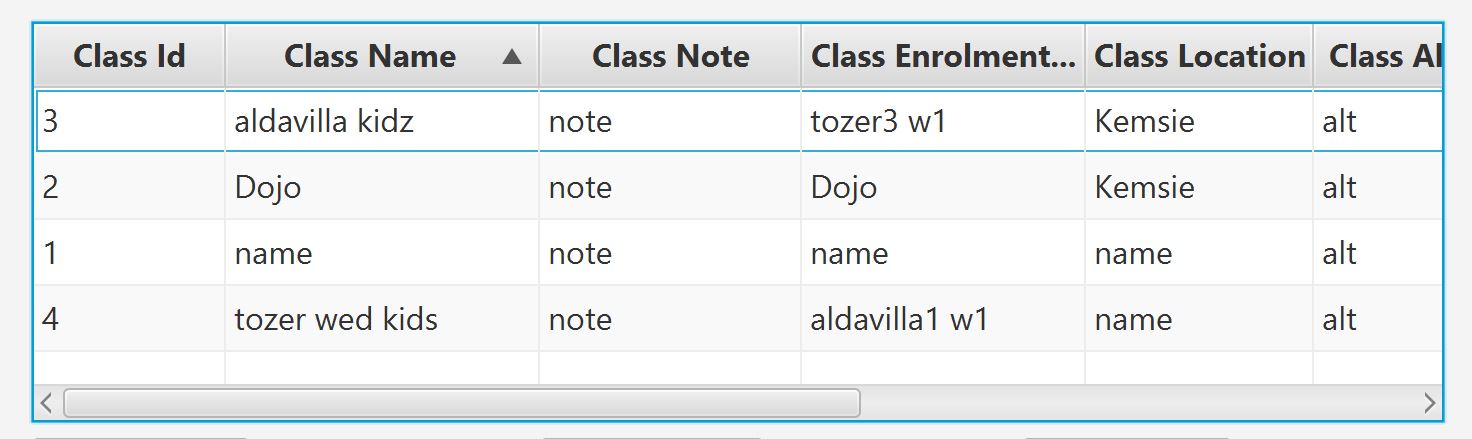 Class Id Class Name ▲ Class Note Class Enrolment... Class Location Class Al
3 aldavilla kidz note tozer3 w1 Kemsie alt
2 Dojo note Dojo Kemsie alt
1 name note name name alt
4 tozer wed kids note aldavilla1 w1 name alt